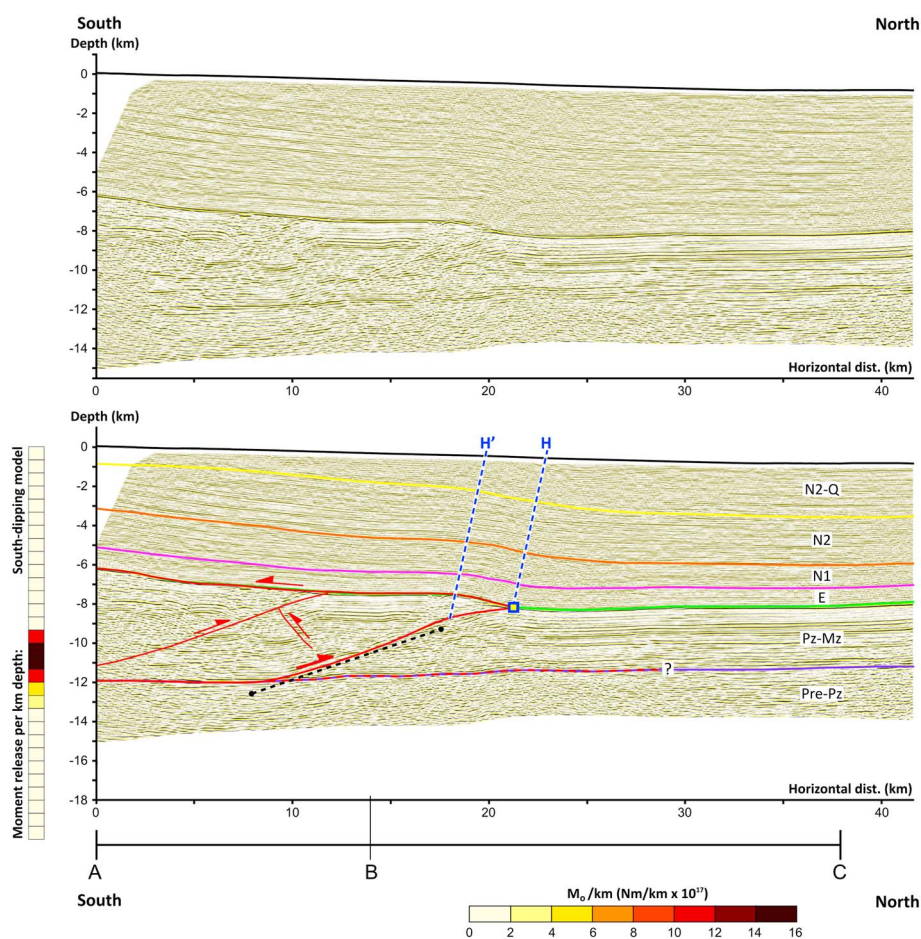 South North
Depth (km)
0
-2
-4
-6
-8
-10
-12
-14
Horizontal dist. (km)
0 10 20 30 40
Depth (km)
H’ H
0
-2
-4
-6
-8
-10
-12
-14
-16
-18
N2-Q
N2
N1
E
Pz-Mz
?
Pre-Pz
Moment release per km depth: South-dipping model
Horizontal dist. (km)
0 10 20 30 40
A B C
South North
Mo/km (Nm/km x 10¹⁷)
0 2 4 6 8 10 12 14 16